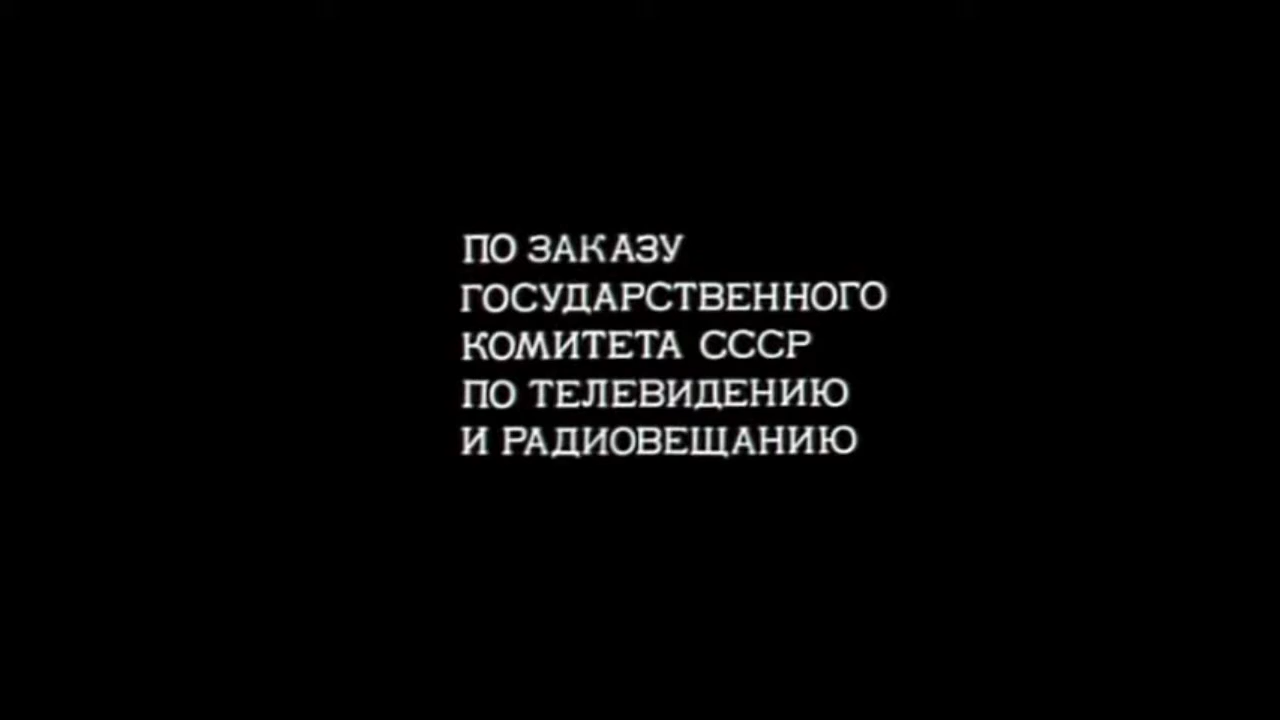 ПО ЗАКАЗУ
ГОСУДАРСТВЕННОГО
КОМИТЕТА СССР
ПО ТЕЛЕВИДЕНИЮ
И РАДИОВЕЩАНИЮ